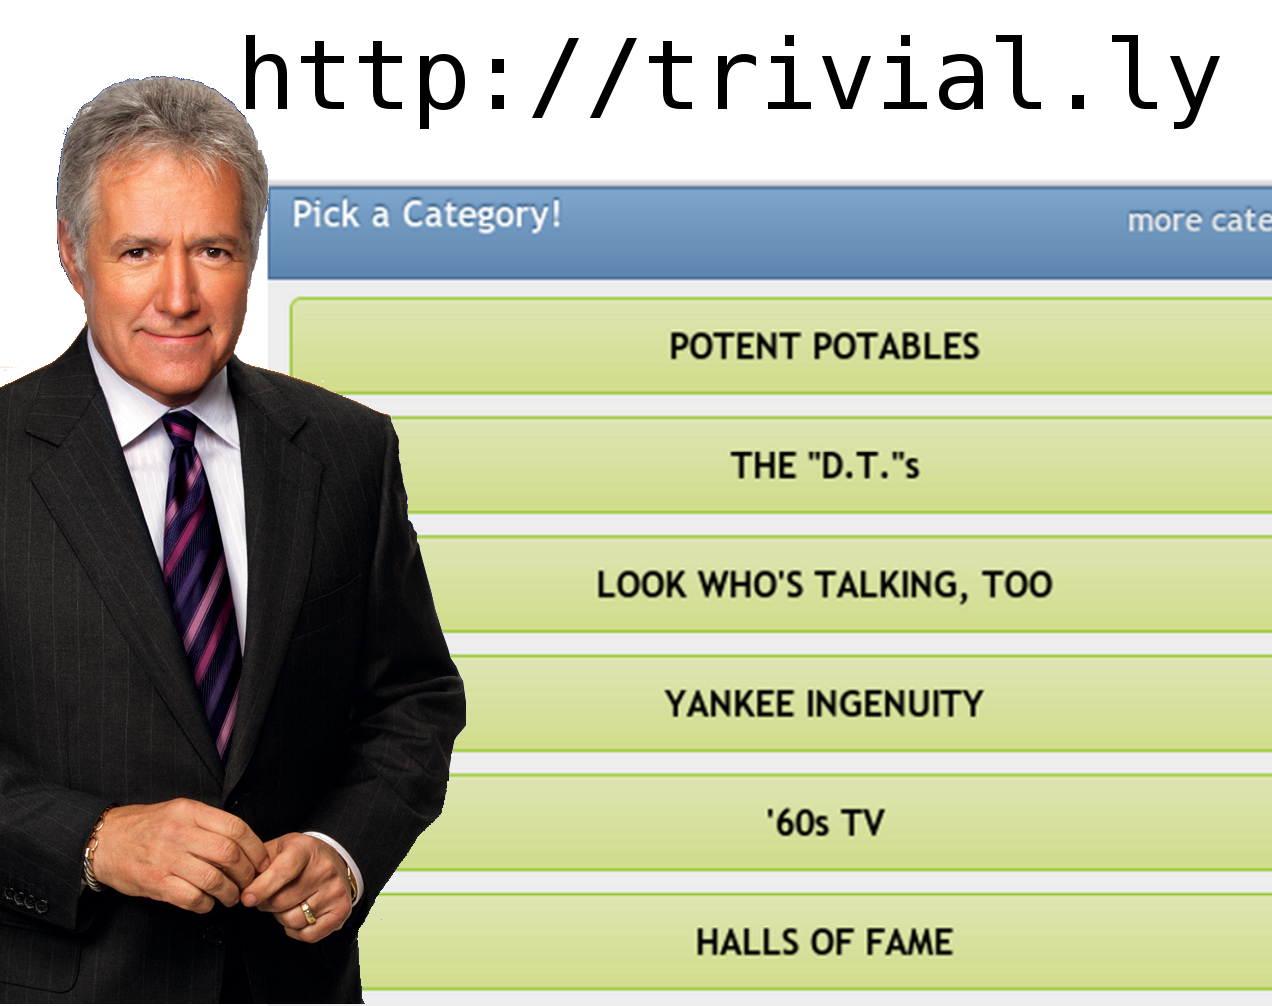 http://trivial.ly
Pick a Category!
more cate
POTENT POTABLES
THE "D.T."s
LOOK WHO'S TALKING, TOO
YANKEE INGENUITY
'60s TV
HALLS OF FAME